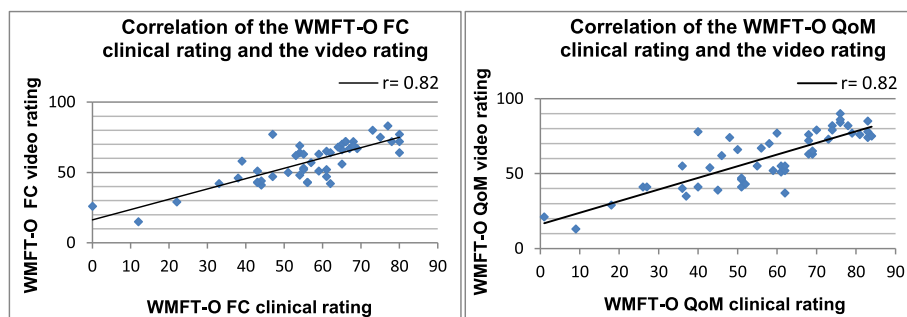 Correlation of the WMFT-O FC
clinical rating and the video rating
r= 0.82
WMFT-O FC video rating
100
50
0
0 10 20 30 40 50 60 70 80 90
WMFT-O FC clinical rating
Correlation of the WMFT-O QoM
clinical rating and the video rating
r= 0.82
WMFT-O QoM video rating
100
50
0
0 10 20 30 40 50 60 70 80 90
WMFT-O QoM clinical rating